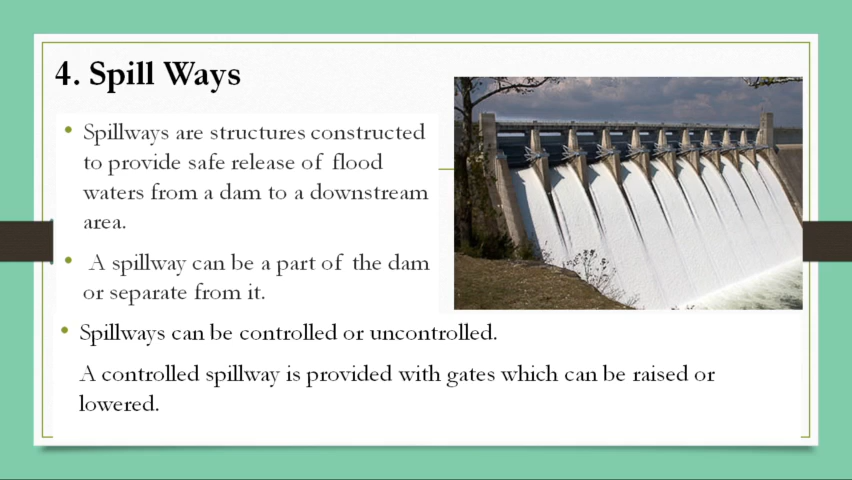 4. Spill Ways
• Spillways are structures constructed
to provide safe release of flood
waters from a dam to a downstream
area.
• A spillway can be a part of the dam
or separate from it.
• Spillways can be controlled or uncontrolled.
A controlled spillway is provided with gates which can be raised or
lowered.